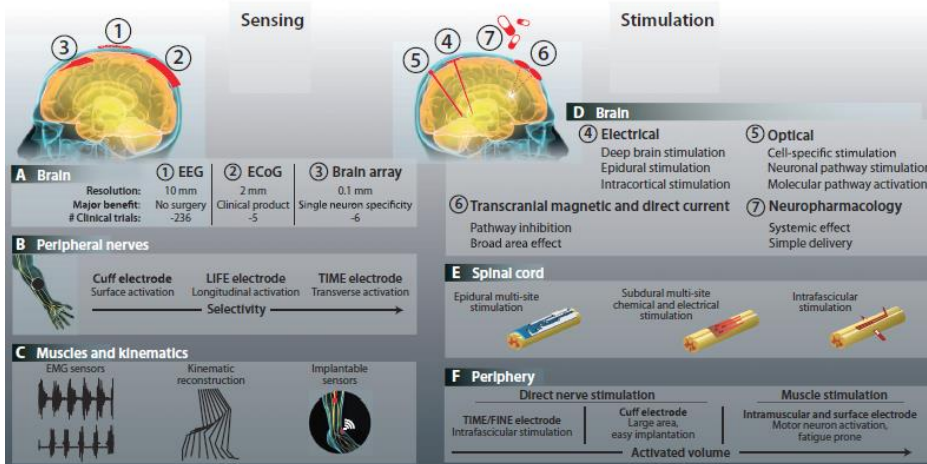 Sensing
1
3
2
A Brain
1 EEG
2 ECoG
3 Brain array
Resolution: 10 mm 2 mm 0.1 mm
Major benefit: No surgery Clinical product Single neuron specificity
# Clinical trials: -236 -5 -6
B Peripheral nerves
Cuff electrode
Surface activation
LIFE electrode
Longitudinal activation
TIME electrode
Transverse activation
Selectivity
C Muscles and kinematics
EMG sensors
Kinematic
reconstruction
Implantable
sensors
Stimulation
4
7
5
6
D Brain
4 Electrical
Deep brain stimulation
Epidural stimulation
Intracortical stimulation
5 Optical
Cell-specific stimulation
Neuronal pathway stimulation
Molecular pathway activation
6 Transcranial magnetic and direct current
Pathway inhibition
Broad area effect
7 Neuropharmacology
Systemic effect
Simple delivery
E Spinal cord
Epidural multi-site
stimulation
Subdural multi-site
chemical and electrical
stimulation
Intrafascicular
stimulation
F Periphery
Direct nerve stimulation
TIME/FINE electrode
Intrafascicular stimulation
Cuff electrode
Large area,
easy implantation
Muscle stimulation
Intramuscular and surface electrode
Motor neuron activation,
fatigue prone
Activated volume